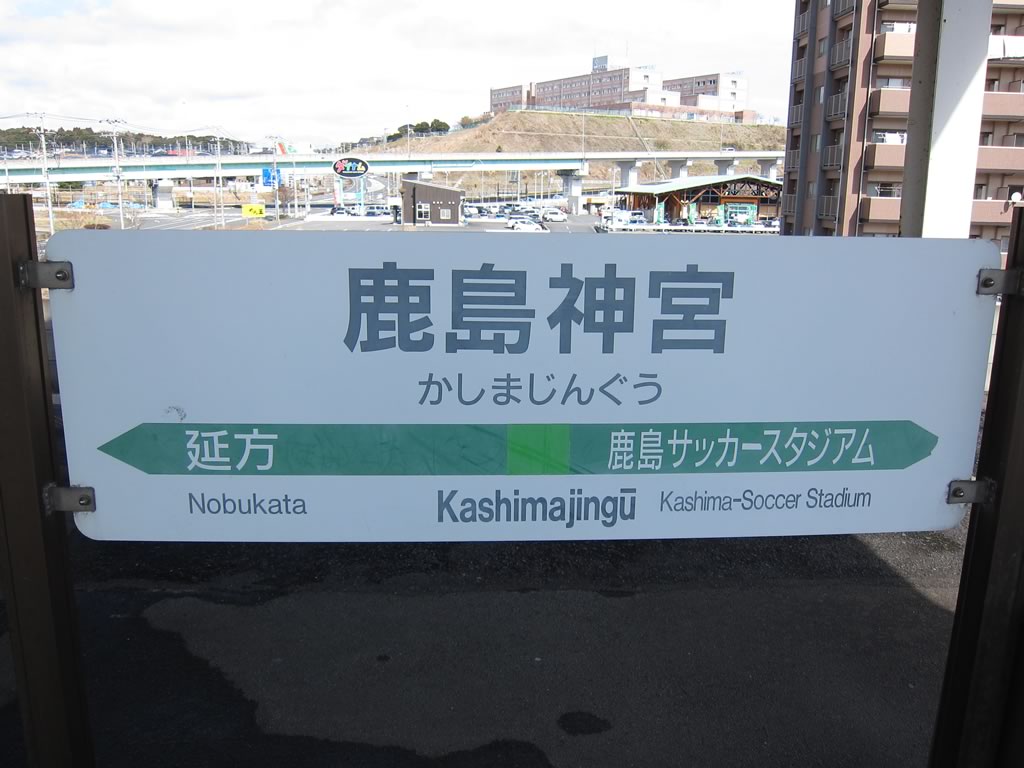 鹿島神宮
かしまじんぐう
延方 鹿島サッカースタジアム
Nobukata Kashimajingū Kashima-Soccer Stadium